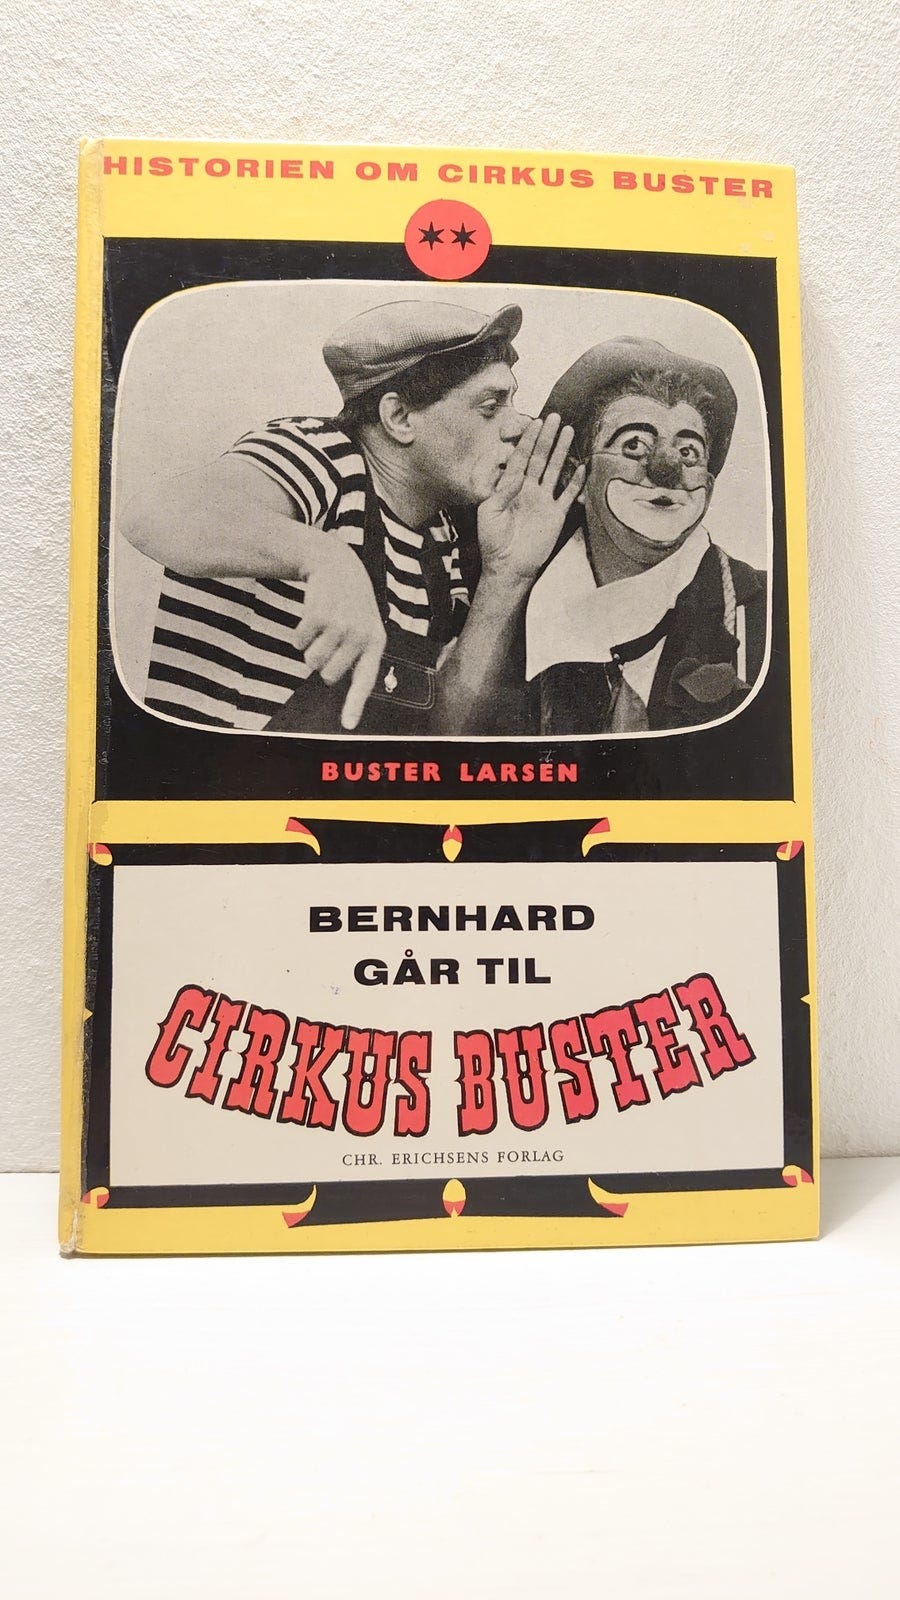 HISTORIEN OM CIRKUS BUSTER
BUSTER LARSEN
BERNHARD
GÅR TIL
CIRKUS BUSTER
CHR. ERICHSENS FORLAG